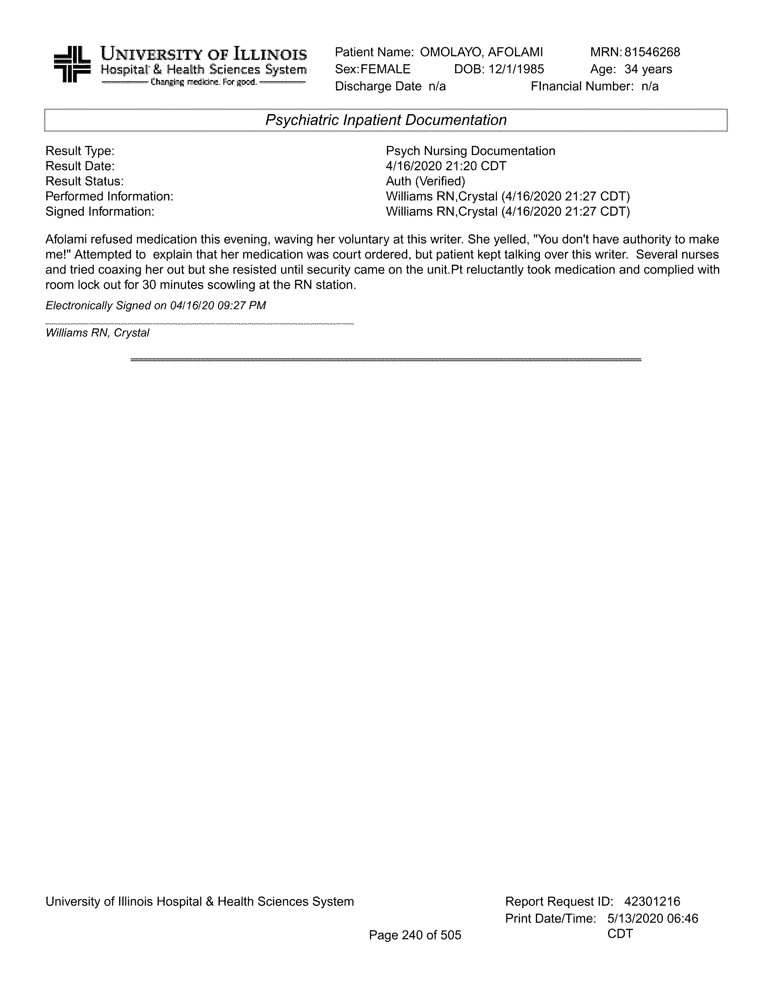 UNIVERSITY OF ILLINOIS
Hospital & Health Sciences System
Changing medicine. For good.
Patient Name: OMOLAYO, AFOLAMI MRN: 81546268
Sex: FEMALE DOB: 12/1/1985 Age: 34 years
Discharge Date n/a FInancial Number: n/a
Psychiatric Inpatient Documentation
Result Type: Psych Nursing Documentation
Result Date: 4/16/2020 21:20 CDT
Result Status: Auth (Verified)
Performed Information: Williams RN,Crystal (4/16/2020 21:27 CDT)
Signed Information: Williams RN,Crystal (4/16/2020 21:27 CDT)
Afolami refused medication this evening, waving her voluntary at this writer. She yelled, "You don't have authority to make
me!" Attempted to explain that her medication was court ordered, but patient kept talking over this writer. Several nurses
and tried coaxing her out but she resisted until security came on the unit.Pt reluctantly took medication and complied with
room lock out for 30 minutes scowling at the RN station.
Electronically Signed on 04/16/20 09:27 PM
Williams RN, Crystal
University of Illinois Hospital & Health Sciences System Report Request ID: 42301216
Print Date/Time: 5/13/2020 06:46
CDT
Page 240 of 505